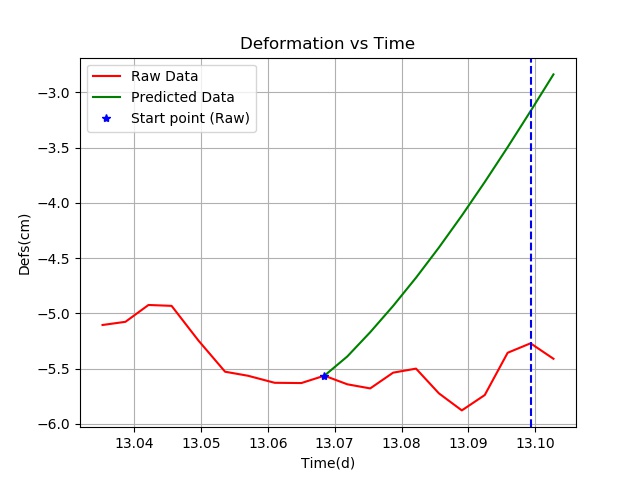 Deformation vs Time
Raw Data
Predicted Data
Start point (Raw)
−3.0
−3.5
−4.0
−4.5
−5.0
−5.5
−6.0
Defs(cm)
13.04 13.05 13.06 13.07 13.08 13.09 13.10
Time(d)